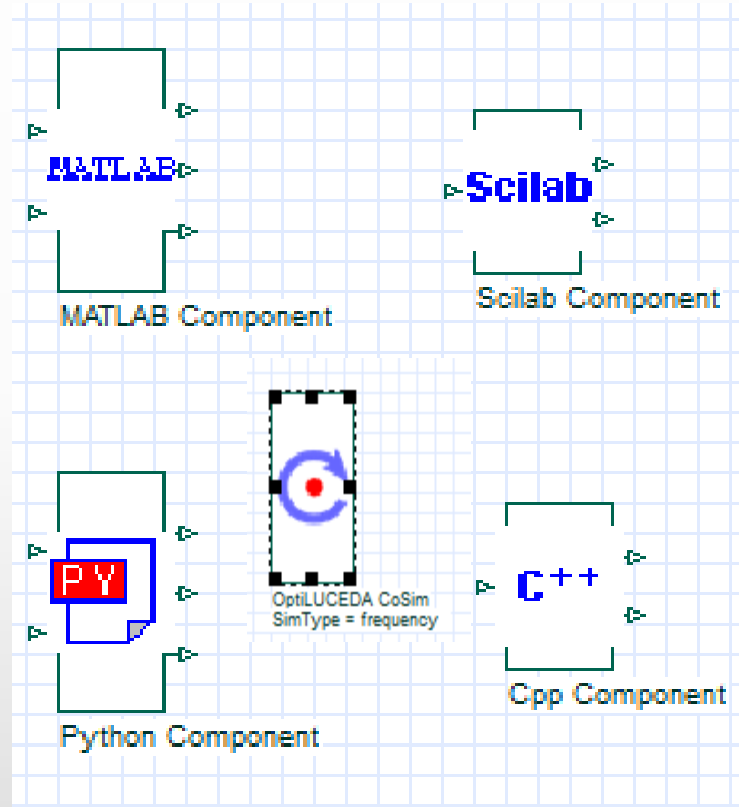 MATLAB
MATLAB Component
Scilab
Scilab Component
PY
Python Component
OptiLUCEDA CoSim
SimType = frequency
C++
Cpp Component